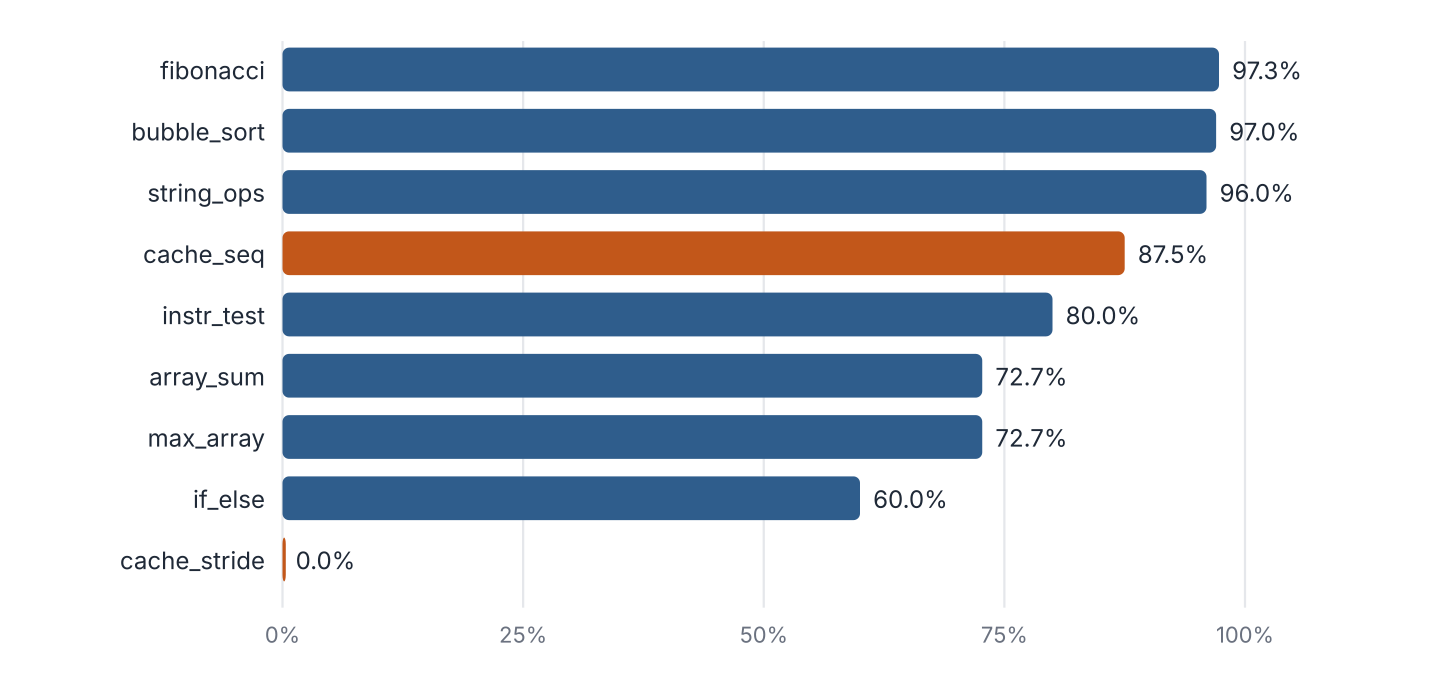 fibonacci 97.3%
bubble_sort 97.0%
string_ops 96.0%
cache_seq 87.5%
instr_test 80.0%
array_sum 72.7%
max_array 72.7%
if_else 60.0%
cache_stride 0.0%
0% 25% 50% 75% 100%